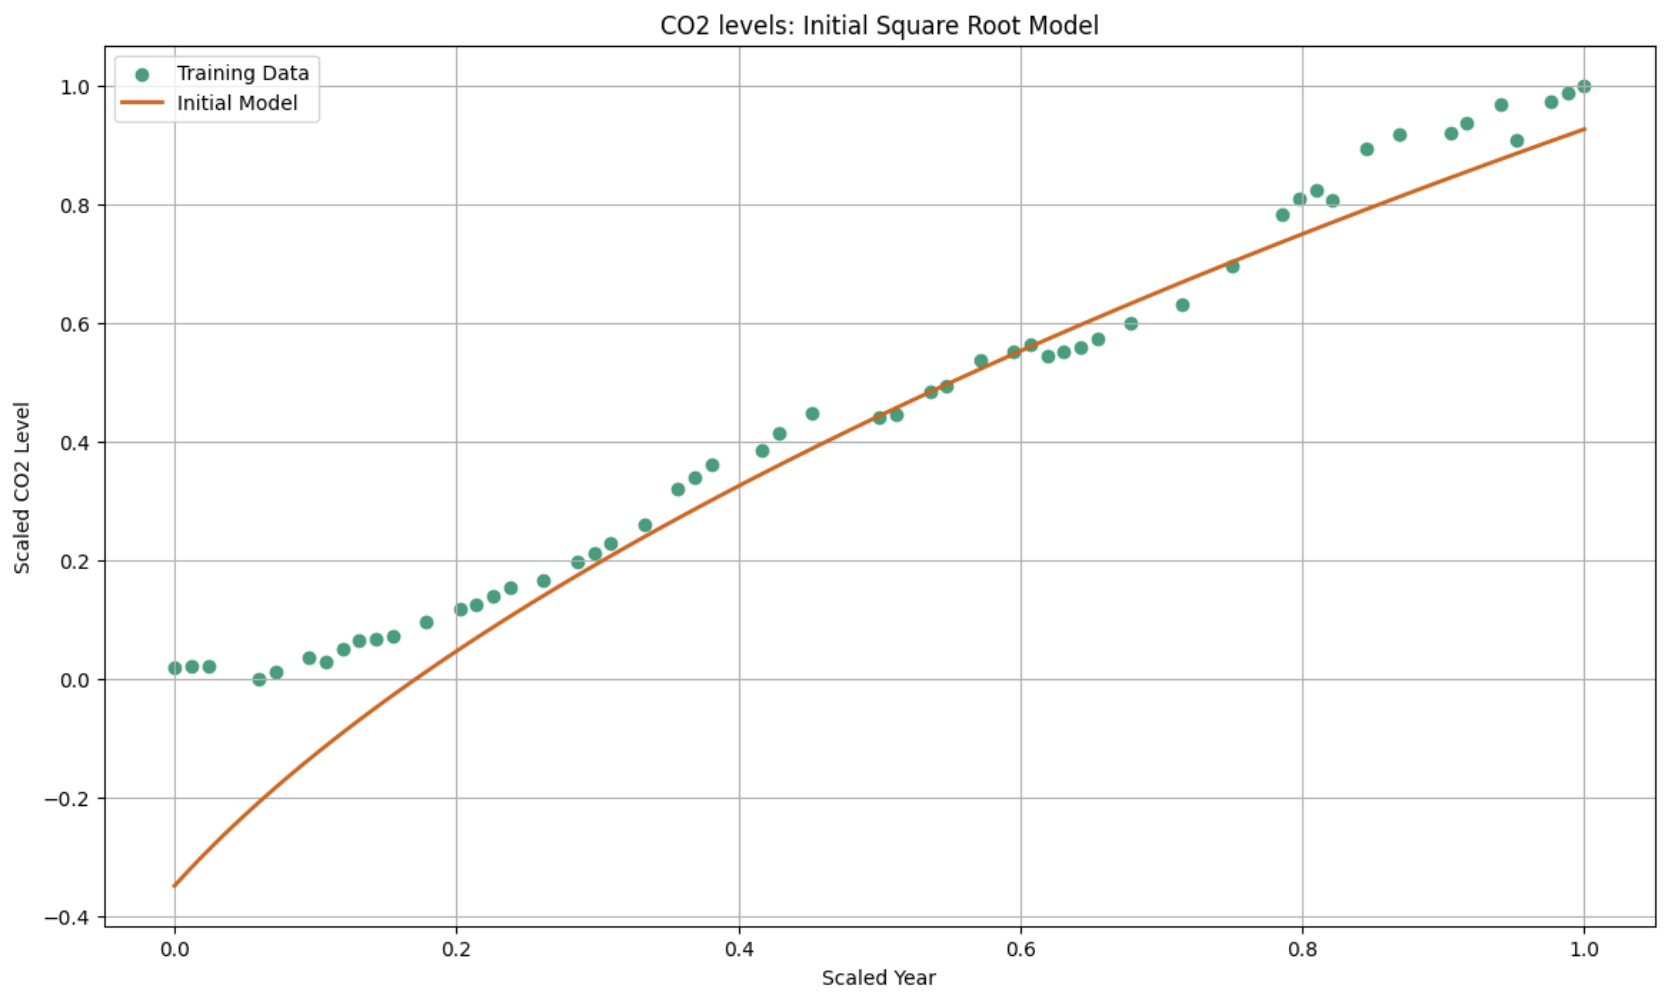 CO2 levels: Initial Square Root Model
Training Data
Initial Model
1.0
0.8
0.6
0.4
0.2
0.0
−0.2
−0.4
Scaled CO2 Level
0.0 0.2 0.4 0.6 0.8 1.0
Scaled Year